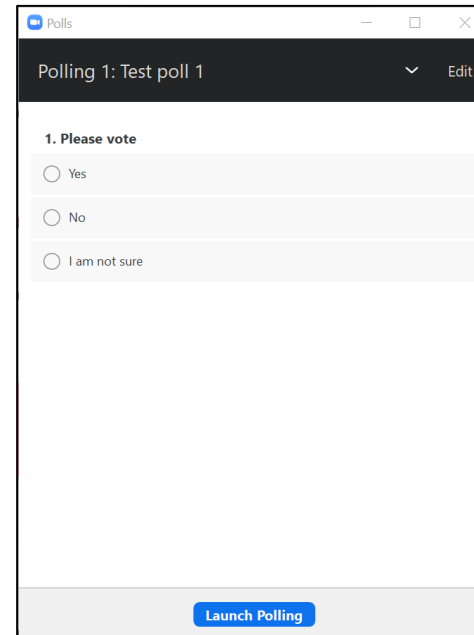 Polls
Polling 1: Test poll 1
Edit
1. Please vote
Yes
No
I am not sure
Launch Polling